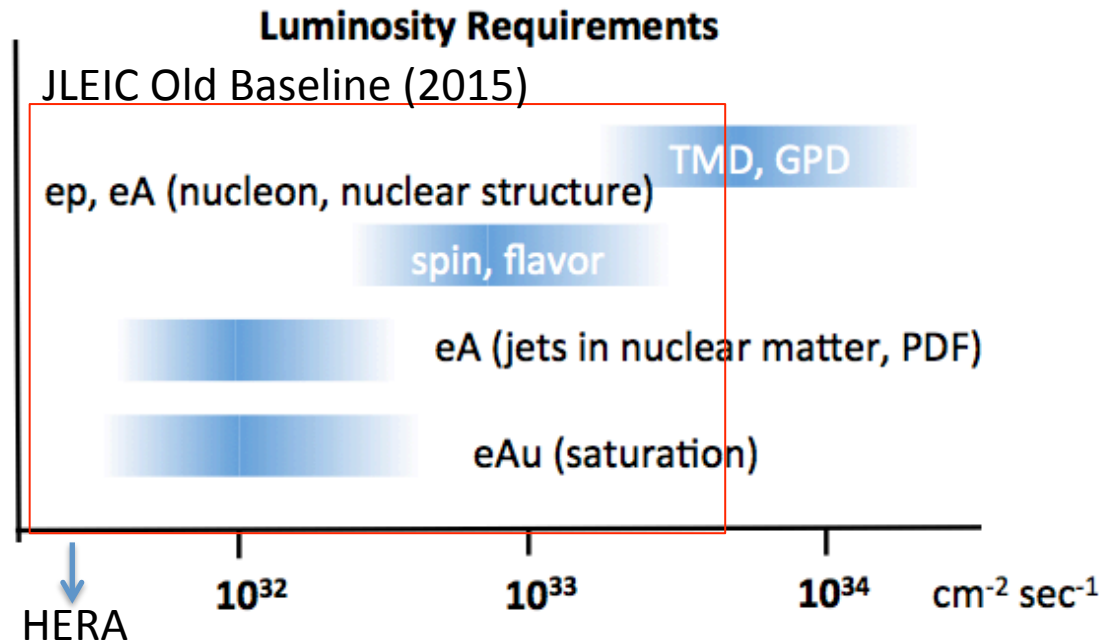 Luminosity Requirements
JLEIC Old Baseline (2015)
TMD, GPD
ep, eA (nucleon, nuclear structure)
spin, flavor
eA (jets in nuclear matter, PDF)
eAu (saturation)
10³² 10³³ 10³⁴ cm⁻² sec⁻¹
HERA